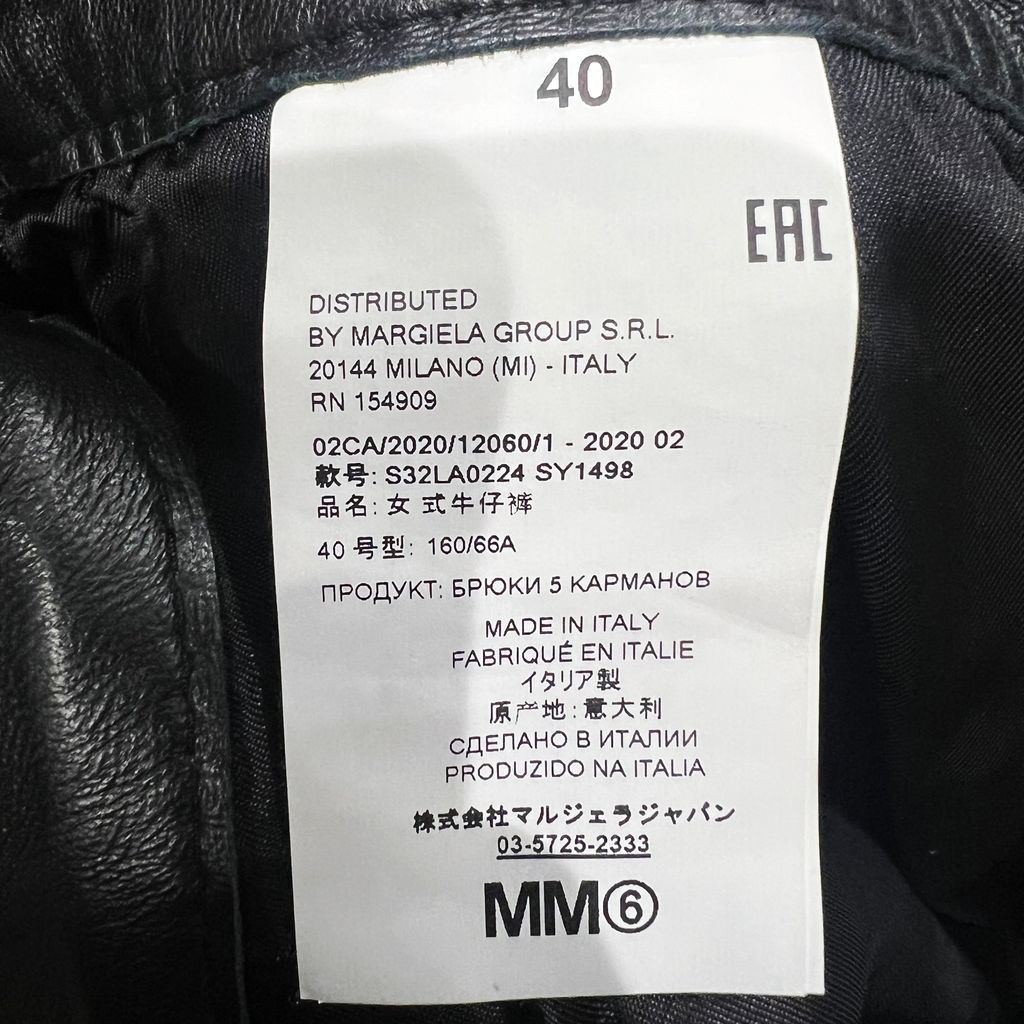 40
EAC
DISTRIBUTED
BY MARGIELA GROUP S.R.L.
20144 MILANO (MI) - ITALY
RN 154909
02CA/2020/12060/1 - 2020 02
款号: S32LA0224 SY1498
品名: 女 式牛仔裤
40 号型: 160/66A
ПРОДУКТ: БРЮКИ 5 КАРМАНОВ
MADE IN ITALY
FABRIQUÉ EN ITALIE
イタリア製
原产地: 意大利
СДЕЛАНО В ИТАЛИИ
PRODUZIDO NA ITALIA
株式会社マルジェラジャパン
03-5725-2333
MM⑥